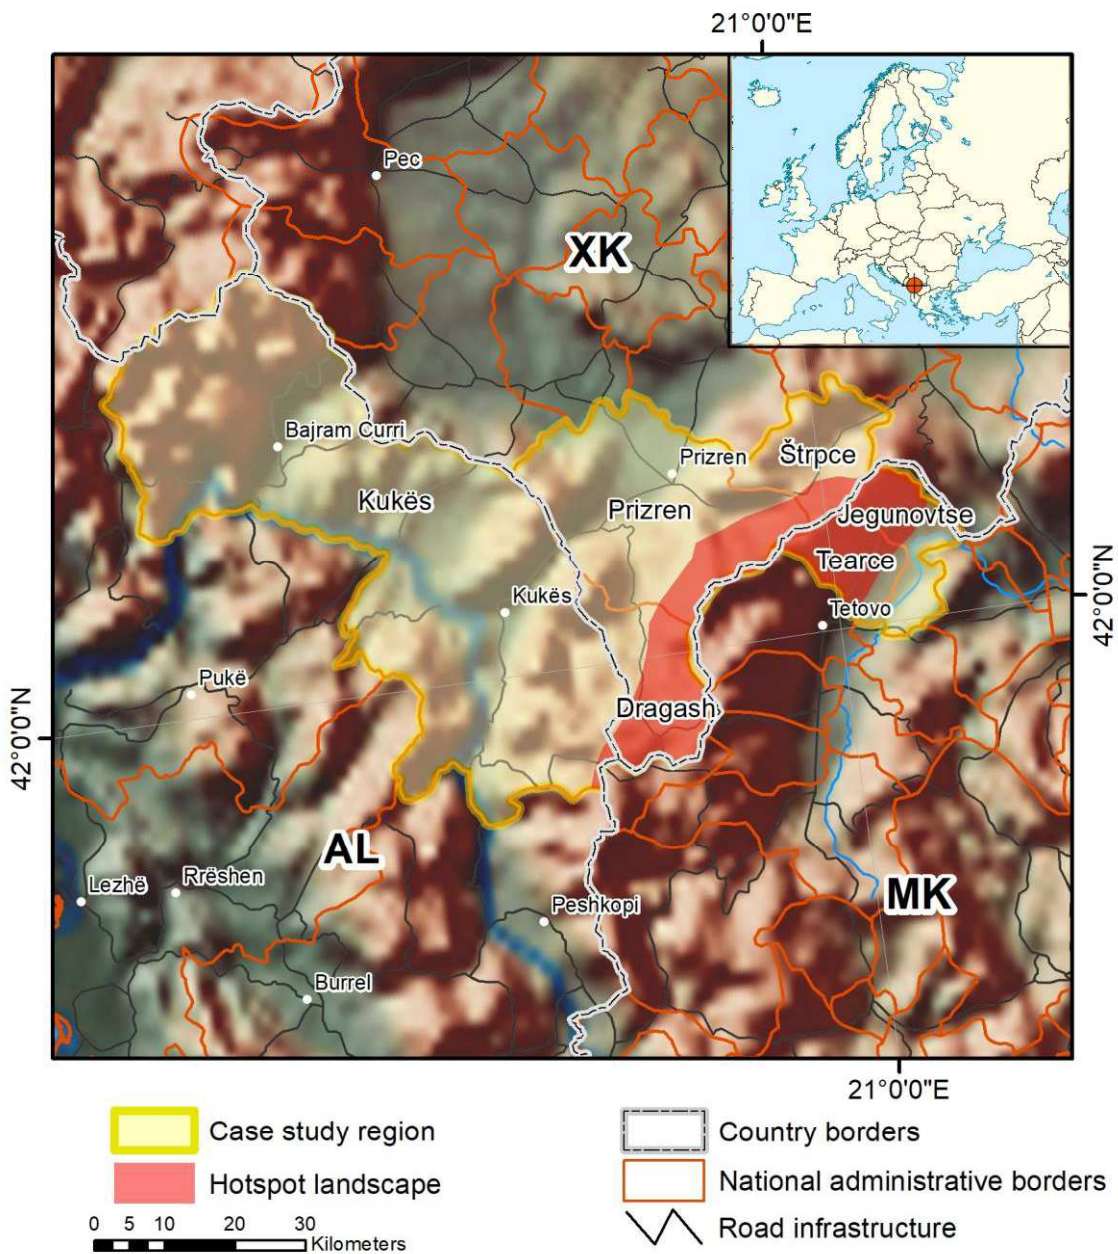 21°0'0"E
Pec
XK
Bajram Curri
Prizren
Štrpce
Kukës
Prizren
Jegunovtse
Tearce
Kukës
Tetovo
42°0'0"N
Pukë
Dragash
42°0'0"N
AL
Lezhë
Rrëshen
MK
Peshkopi
Burrel
21°0'0"E
Case study region
Country borders
Hotspot landscape
National administrative borders
0 5 10 20 30
Kilometers
Road infrastructure